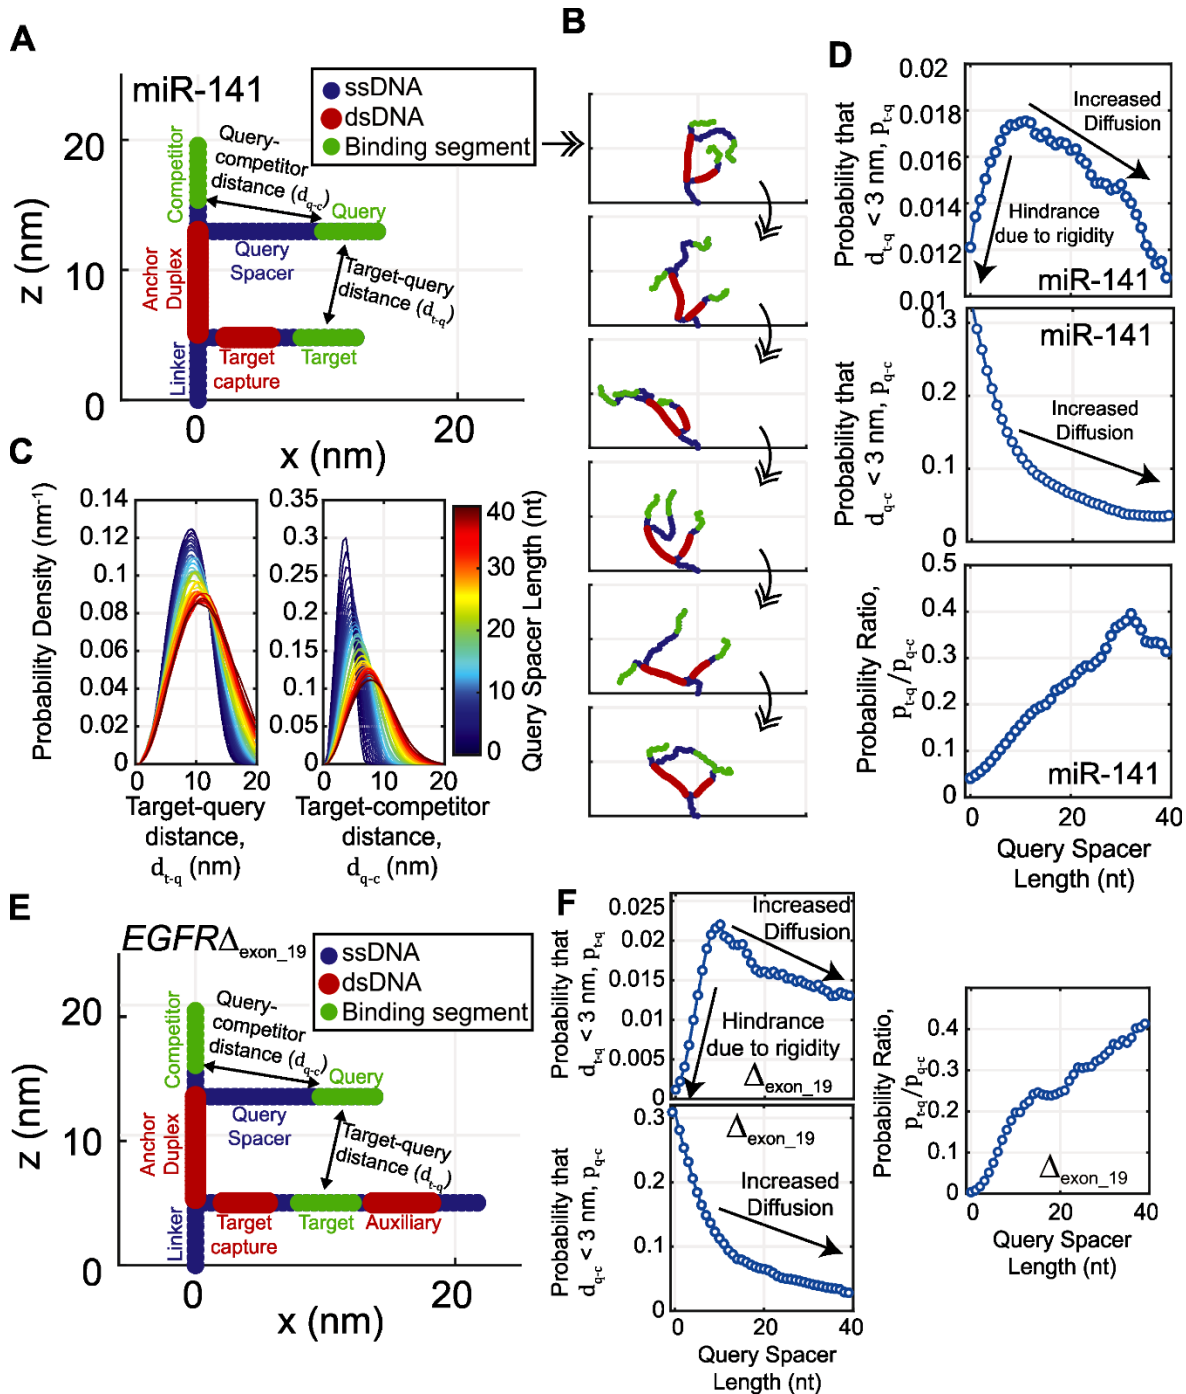 A
miR-141
ssDNA
dsDNA
Binding segment
20
10
0
z (nm)
Competitor
Query-
competitor
distance (dq-c)
Query
Query
Spacer
Anchor
Duplex
Target-query
distance (dt-q)
Linker
Target
capture
Target
0
20
x (nm)
B
C
Probability Density (nm⁻¹)
0.14
0.12
0.1
0.08
0.06
0.04
0.02
0
0
10
20
Target-query
distance,
dt-q (nm)
0.35
0.3
0.25
0.2
0.15
0.1
0.05
0
0
10
20
Target-competitor
distance,
dq-c (nm)
40
30
20
10
0
Query Spacer Length (nt)
D
Probability that
dt-q < 3 nm, pt-q
0.02
0.018
0.016
0.014
0.012
0.01
Increased
Diffusion
Hindrance
due to rigidity
miR-141
Probability that
dq-c < 3 nm, pq-c
0.3
0.2
0.1
0
miR-141
Increased
Diffusion
Probability Ratio,
pt-q/pq-c
0.5
0.4
0.3
0.2
0.1
0
miR-141
0
20
40
Query Spacer
Length (nt)
E
EGFRΔexon_19
ssDNA
dsDNA
Binding segment
20
10
0
z (nm)
Competitor
Query-
competitor
distance (dq-c)
Query
Query
Spacer
Anchor
Duplex
Target-query
distance (dt-q)
Linker
Target
capture
Target
Auxiliary
0
20
x (nm)
F
Probability that
dt-q < 3 nm, pt-q
0.025
0.02
0.015
0.01
0.005
0
Increased
Diffusion
Hindrance
due to rigidity
Δexon_19
Probability that
dq-c < 3 nm, pq-c
0.3
0.2
0.1
0
Δexon_19
Increased
Diffusion
0
20
40
Query Spacer
Length (nt)
Probability Ratio,
pt-q/pq-c
0.4
0.3
0.2
0.1
0
Δexon_19
0
20
40
Query Spacer
Length (nt)